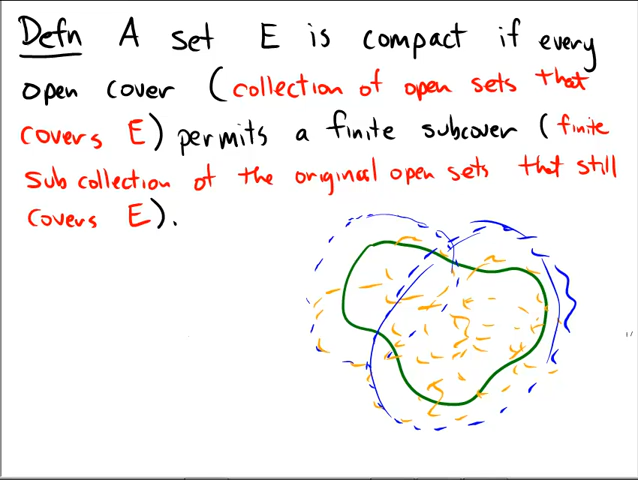 Defn A set E is compact if every
open cover (collection of open sets that
covers E) permits a finite subcover (finite
sub collection of the original open sets that still
covers E).